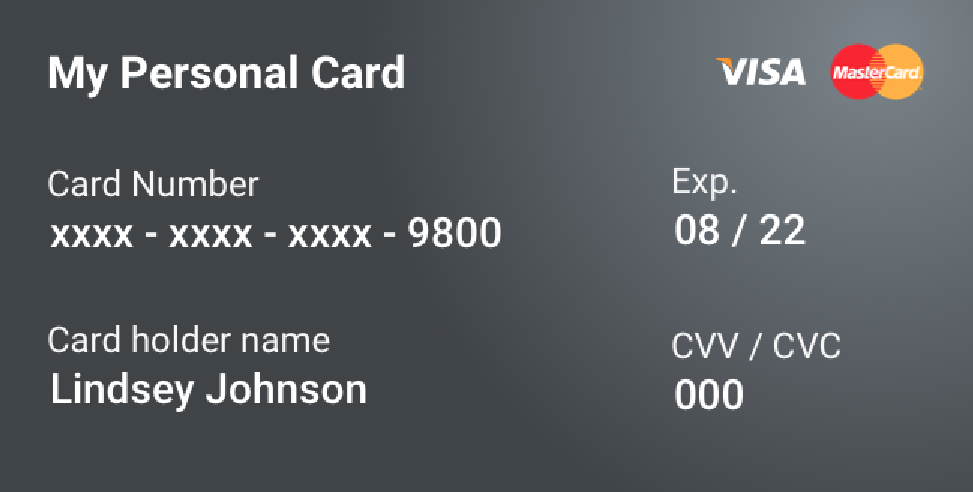 My Personal Card
VISA MasterCard
Card Number
xxxx - xxxx - xxxx - 9800
Exp.
08 / 22
Card holder name
Lindsey Johnson
CVV / CVC
000